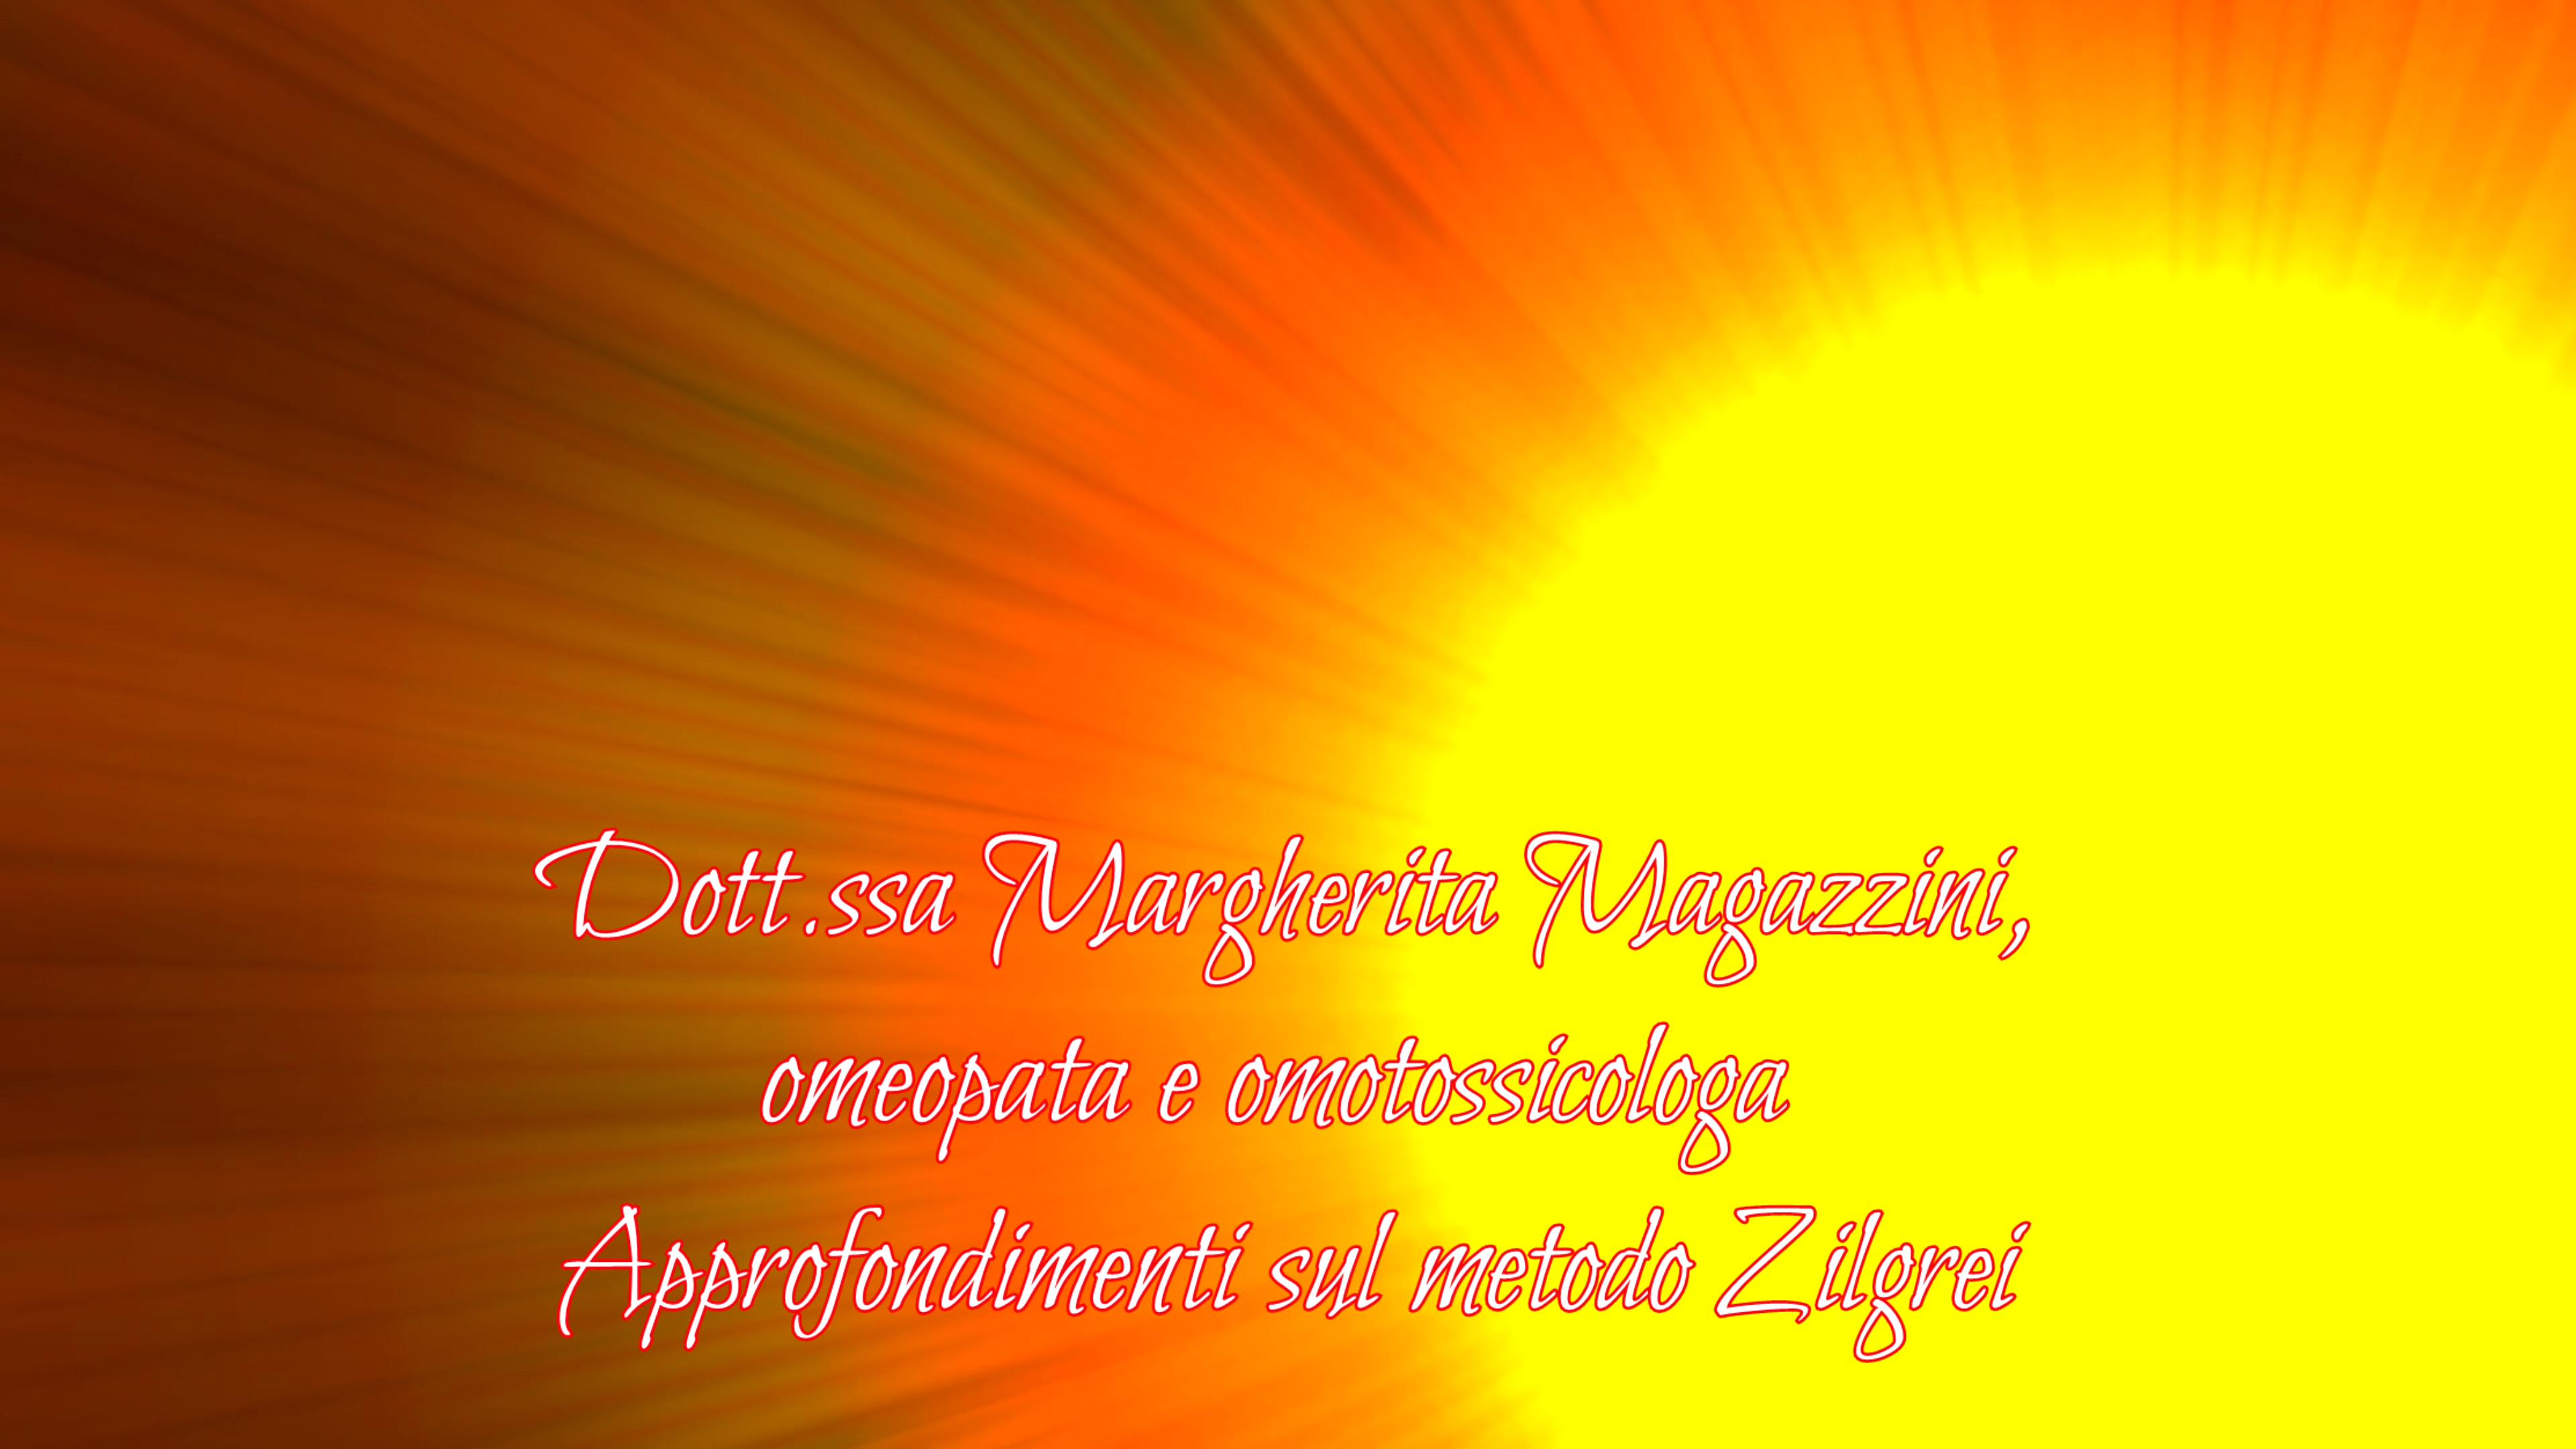 Dott.ssa Margherita Magazzini,
omeopata e omotossicologa
Approfondimenti sul metodo Zilgrei